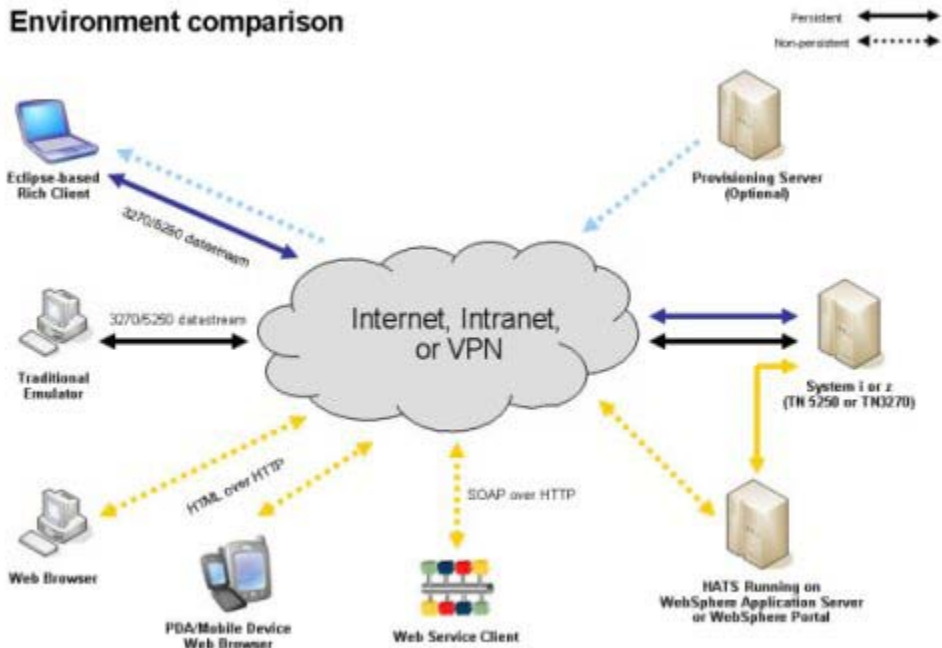 Environment comparison
Persistent
Non-persistent
Eclipse-based
Rich Client
3270/5250 datastream
Provisioning Server
(Optional)
3270/5250 datastream
Traditional
Emulator
Internet, Intranet,
or VPN
System i or z
(TN 5250 or TN3270)
HTML over HTTP
SOAP over HTTP
Web Browser
PDA/Mobile Device
Web Browser
Web Service Client
HATS Running on
WebSphere Application Server
or WebSphere Portal